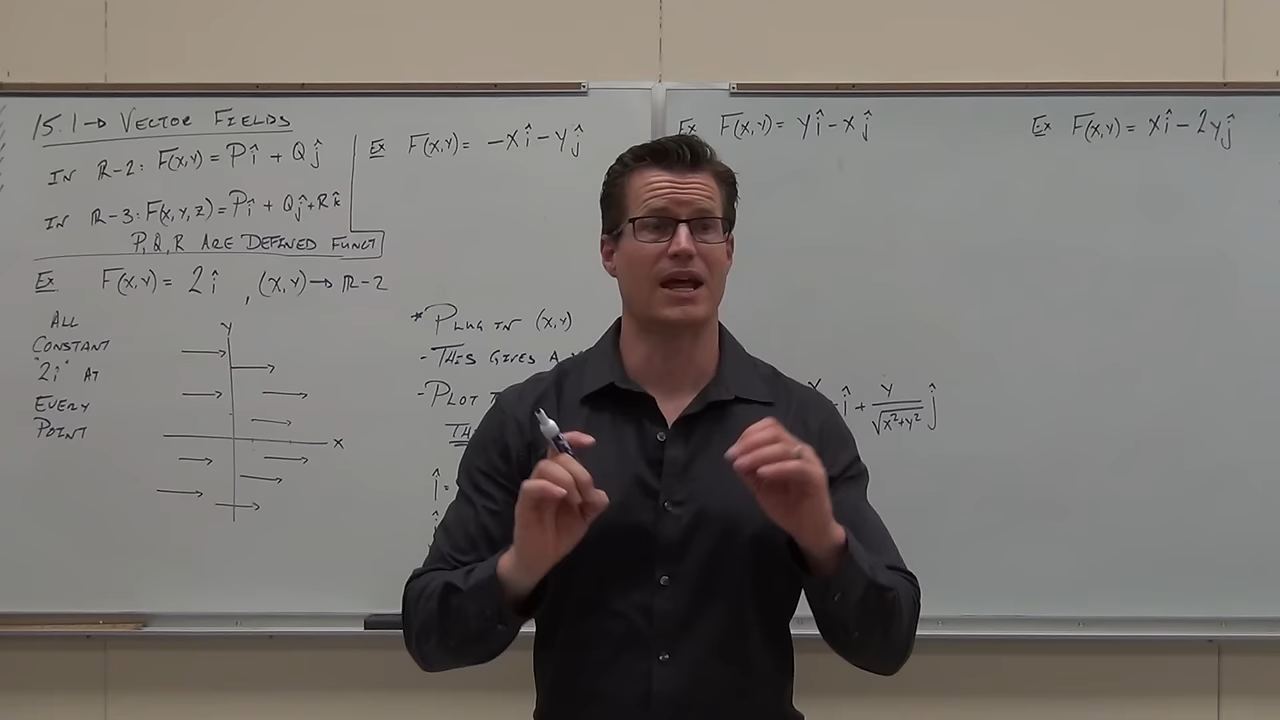 15.1→ VECTOR FIELDS
IN R-2: F(x,y) = Pî + Qĵ
IN R-3: F(x,y,z) = Pî + Qĵ + Rk̂
P, Q, R ARE DEFINED FUNCT
Ex F(x,y) = 2î , (x,y)→ R-2
ALL
CONSTANT
"2î" AT
EVERY
POINT
y
x
Ex F(x,y) = -xî - yĵ
* PLUG IN (x,y)
- THIS GIVES A
- PLOT
î =
Ex F(x,y) = yî - xĵ
î + y/√(x²+y²) ĵ
Ex F(x,y) = xî - 2yĵ